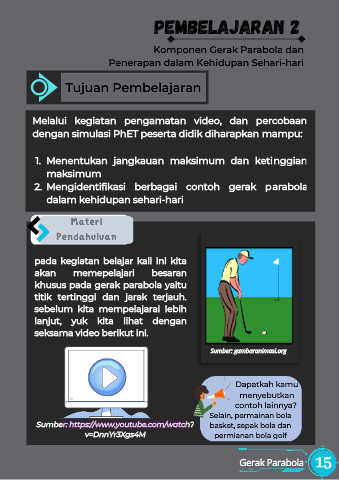 PEMBELAJARAN 2
Komponen Gerak Parabola dan
Penerapan dalam Kehidupan Sehari-hari
Tujuan Pembelajaran
Melalui kegiatan pengamatan video, dan percobaan
dengan simulasi PhET peserta didik diharapkan mampu:
1. Menentukan jangkauan maksimum dan ketinggian
maksimum
2. Mengidentifikasi berbagai contoh gerak parabola
dalam kehidupan sehari-hari
Materi
Pendahuluan
pada kegiatan belajar kali ini kita
akan memepelajari besaran
khusus pada gerak parabola yaitu
titik tertinggi dan jarak terjauh.
sebelum kita mempelajarai lebih
lanjut, yuk kita lihat dengan
seksama video berikut ini.
Sumber: gambaranimasi.org
Sumber: https://www.youtube.com/watch?
v=DnnYr3Xgs4M
Dapatkah kamu
menyebutkan
contoh lainnya?
Selain, permainan bola
basket, sepak bola dan
permianan bola golf
Gerak Parabola 15